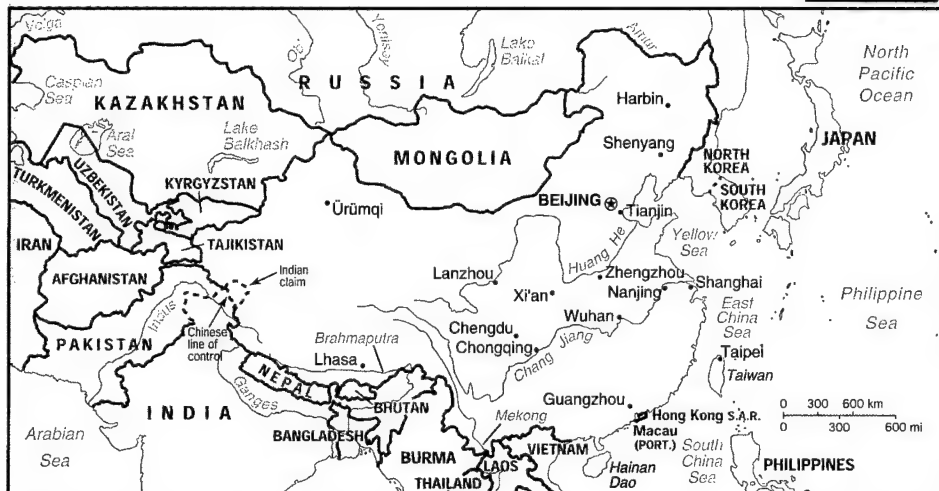 Volga
Ob'
Yenisey
Lake
Baikal
Amur
North
Pacific
Ocean
RUSSIA
Caspian
Sea
KAZAKHSTAN
Harbin
Aral
Sea
Lake
Balkhash
MONGOLIA
Shenyang
JAPAN
NORTH
KOREA
UZBEKISTAN
KYRGYZSTAN
TURKMENISTAN
BEIJING
SOUTH
KOREA
Ürümqi
Tianjin
IRAN
TAJIKISTAN
Huang He
Yellow
Sea
AFGHANISTAN
Indian
claim
Lanzhou
Zhengzhou
Xi'an
Nanjing
Shanghai
Philippine
Sea
Indus
Chinese
line of
control
Wuhan
East
China
Sea
PAKISTAN
Chengdu
Chongqing
Chang Jiang
Brahmaputra
Lhasa
Taipei
Taiwan
NEPAL
Ganges
BHUTAN
Guangzhou
INDIA
Mekong
Hong Kong S.A.R.
Macau
(PORT.)
0 300 600 km
0 300 600 mi
BANGLADESH
Arabian
Sea
BURMA
VIETNAM
LAOS
Hainan
Dao
South
China
Sea
PHILIPPINES
THAILAND